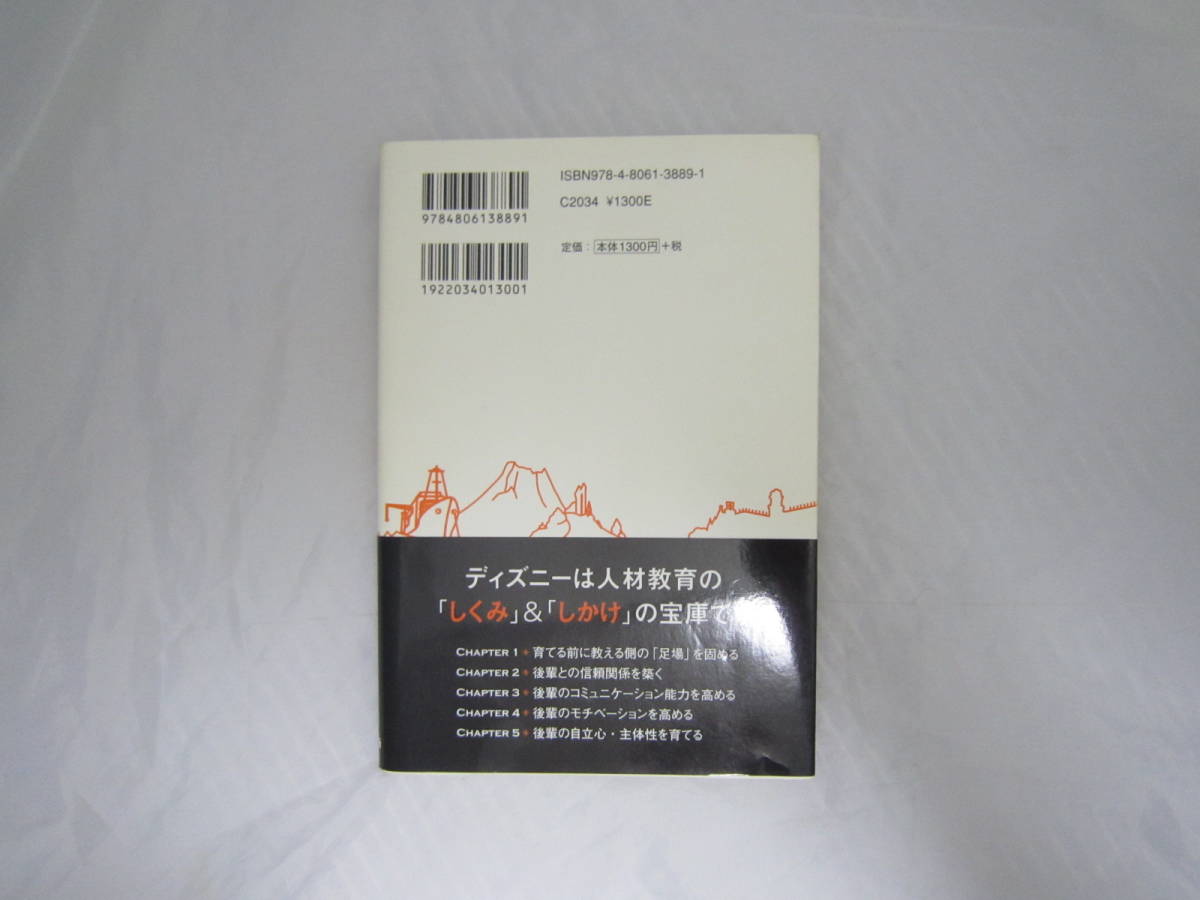 ISBN978-4-8061-3889-1
9784806138891
C2034 ¥1300E
定価：本体1300円＋税
1922034013001
ディズニーは人材教育の
「しくみ」＆「しかけ」の宝庫で
CHAPTER 1 育てる前に教える側の「足場」を固める
CHAPTER 2 後輩との信頼関係を築く
CHAPTER 3 後輩のコミュニケーション能力を高める
CHAPTER 4 後輩のモチベーションを高める
CHAPTER 5 後輩の自立心・主体性を育てる